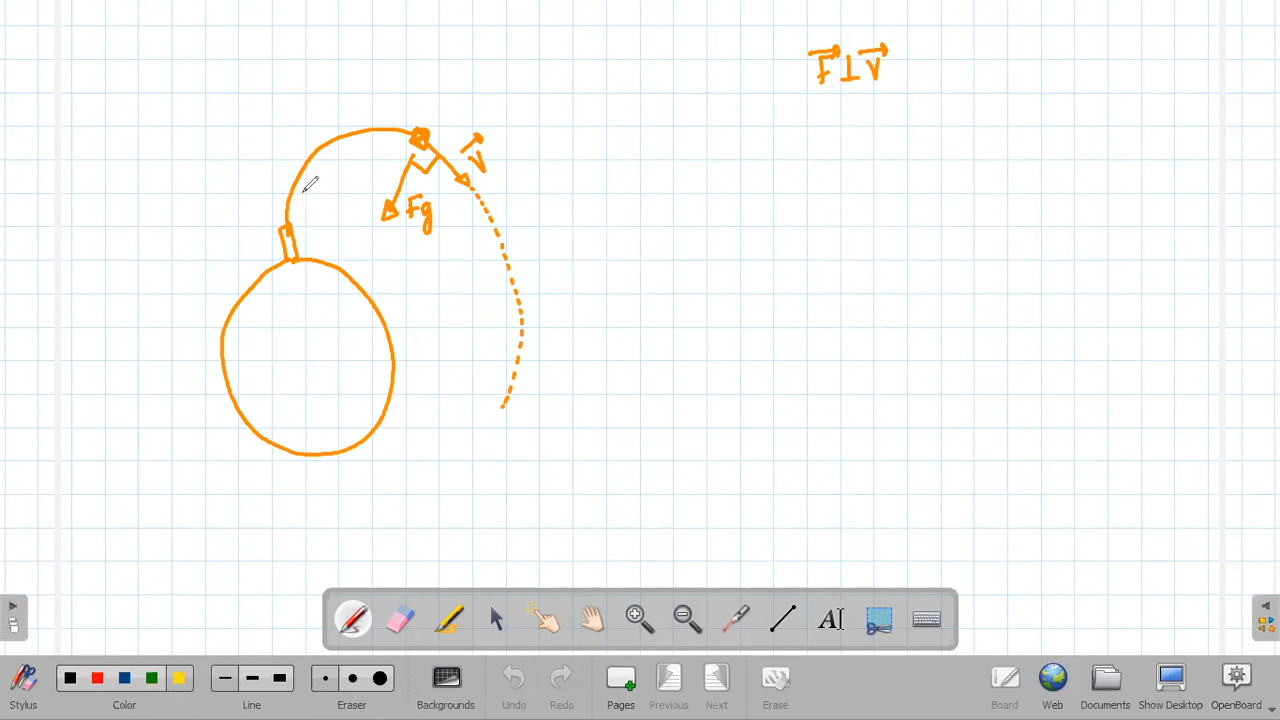 F⃗ ⊥ V⃗
V⃗
Fg
A
Stylus
Color
Line
Eraser
Backgrounds
Undo
Redo
Pages
Previous
Next
Erase
Board
Web
Documents
Show Desktop
OpenBoard